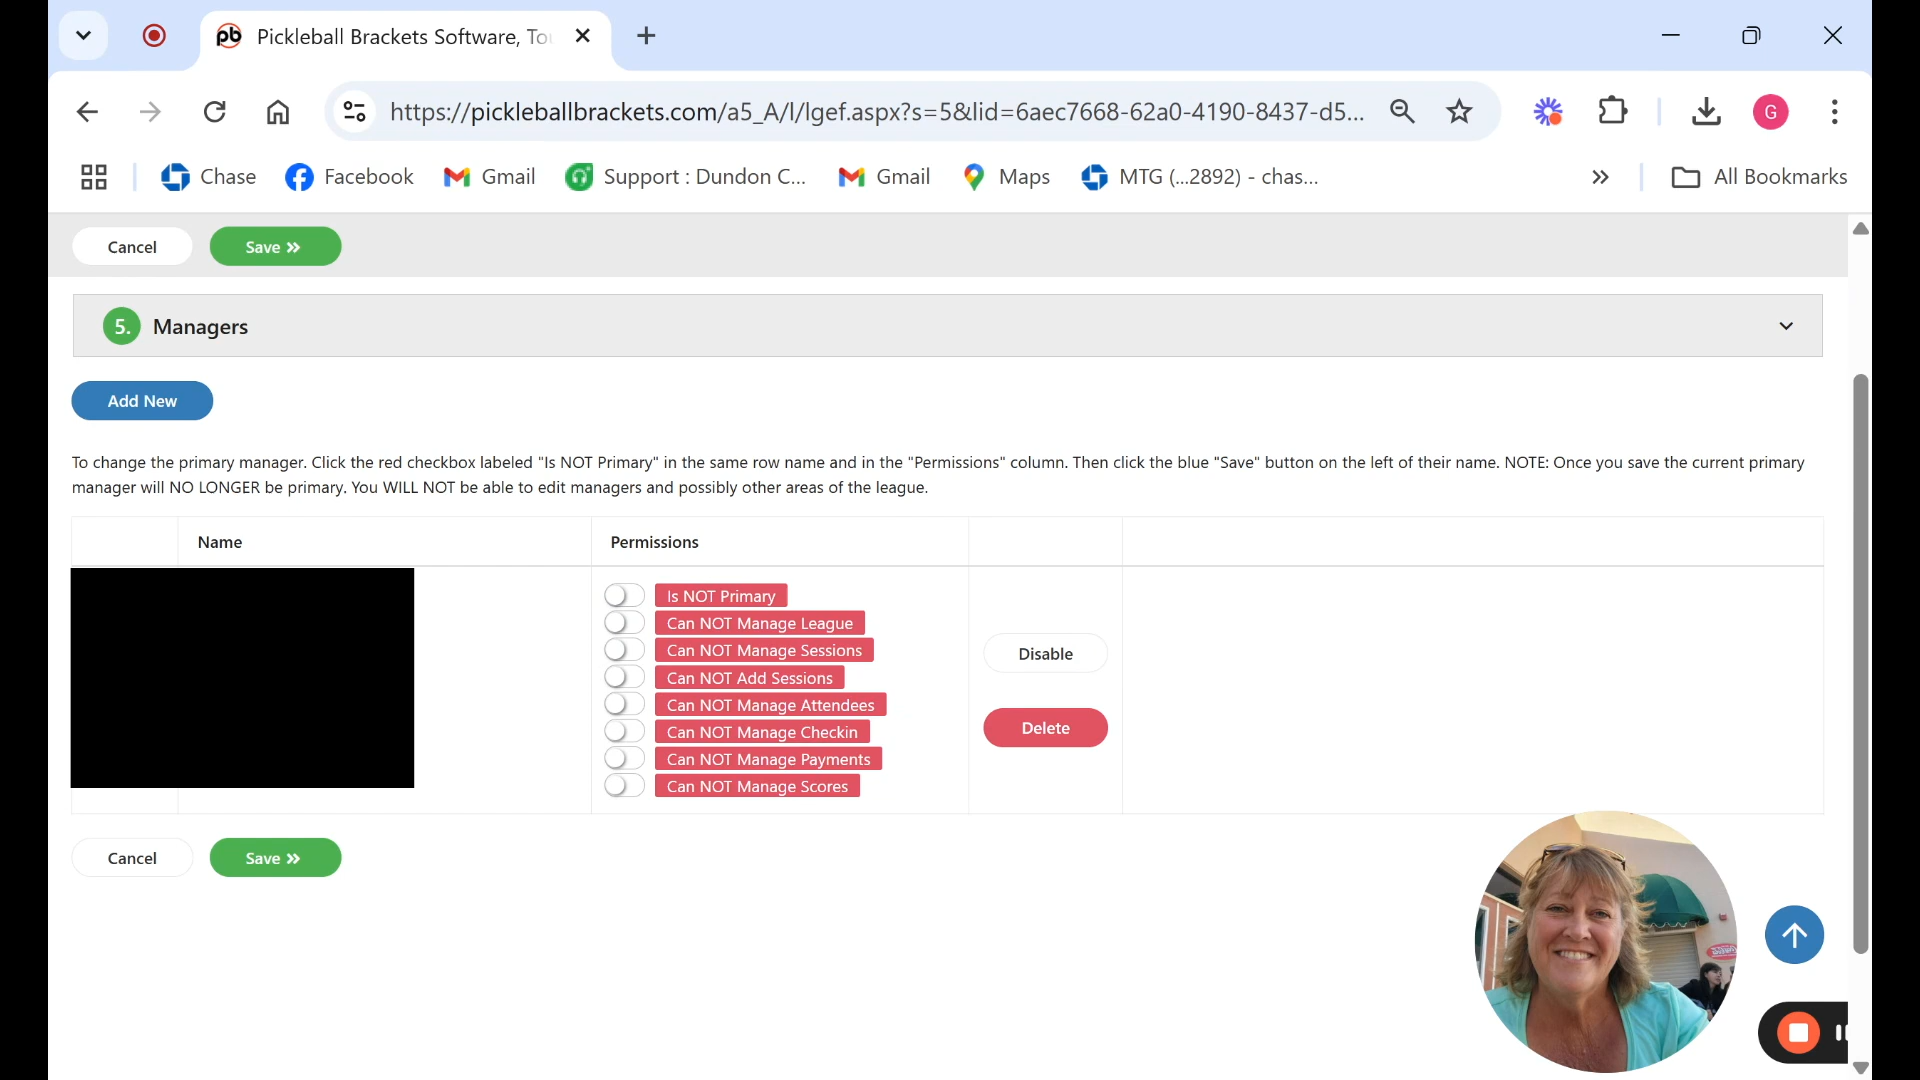 pb Pickleball Brackets Software, Tou
https://pickleballbrackets.com/a5_A/l/lgef.aspx?s=5&lid=6aec7668-62a0-4190-8437-d5...
G
Chase
Facebook
Gmail
Support : Dundon C...
Gmail
Maps
MTG (...2892) - chas...
All Bookmarks
Cancel
Save
5. Managers
Add New
To change the primary manager. Click the red checkbox labeled "Is NOT Primary" in the same row name and in the "Permissions" column. Then click the blue "Save" button on the left of their name. NOTE: Once you save the current primary
manager will NO LONGER be primary. You WILL NOT be able to edit managers and possibly other areas of the league.
Name
Permissions
Is NOT Primary
Can NOT Manage League
Can NOT Manage Sessions
Can NOT Add Sessions
Can NOT Manage Attendees
Can NOT Manage Checkin
Can NOT Manage Payments
Can NOT Manage Scores
Disable
Delete
Cancel
Save